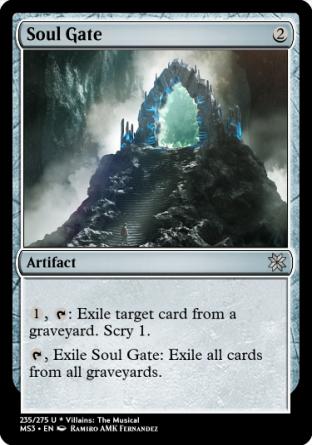 Soul Gate 2
Artifact
1, T: Exile target card from a
graveyard. Scry 1.
T, Exile Soul Gate: Exile all cards
from all graveyards.
235/275 U * Villains: The Musical
MS3 • EN Ramiro AMK Fernandez